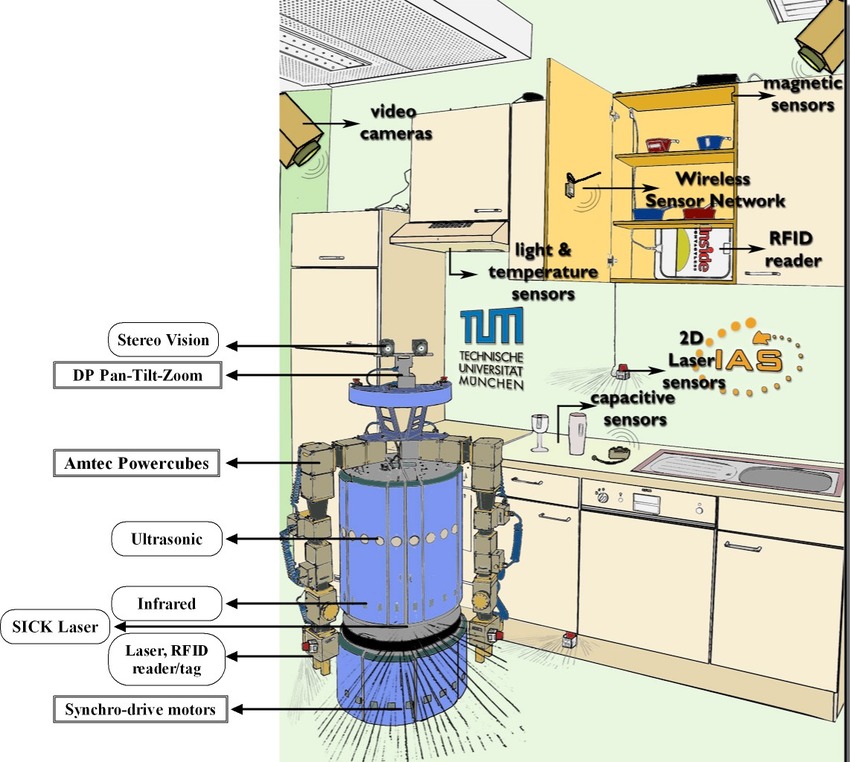 magnetic
sensors
video
cameras
Wireless
Sensor Network
RFID
reader
inside
light &
temperature
sensors
TUM
TECHNISCHE
UNIVERSITÄT
MÜNCHEN
2D
Laser
sensors
IAS
capacitive
sensors
Stereo Vision
DP Pan-Tilt-Zoom
Amtec Powercubes
Ultrasonic
Infrared
SICK Laser
Laser, RFID
reader/tag
Synchro-drive motors